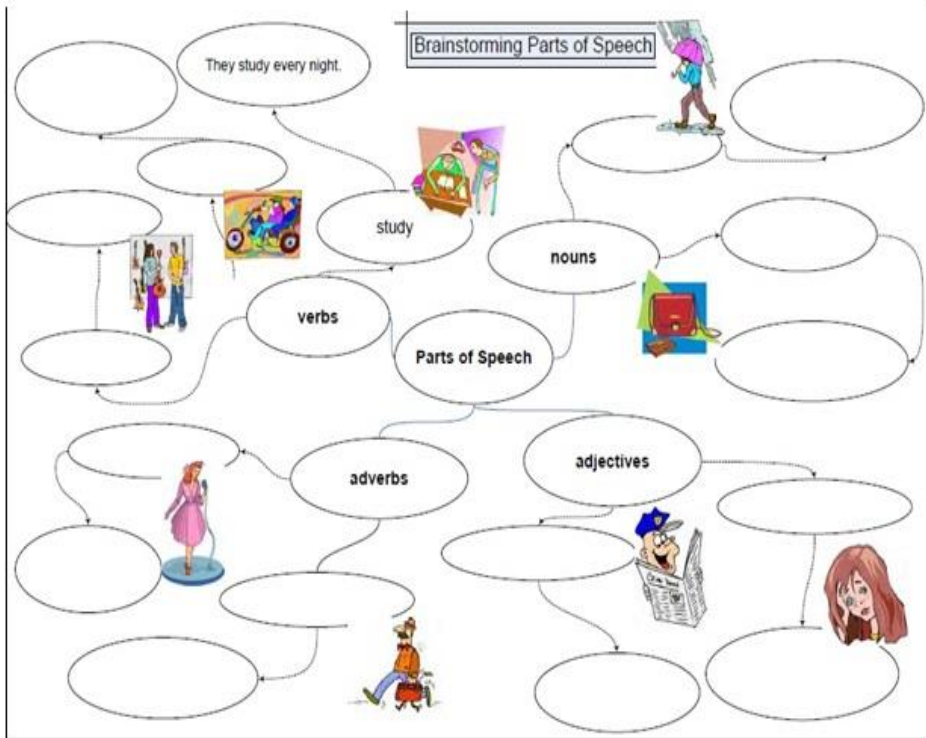 Brainstorming Parts of Speech
They study every night.
study
nouns
verbs
Parts of Speech
adverbs
adjectives